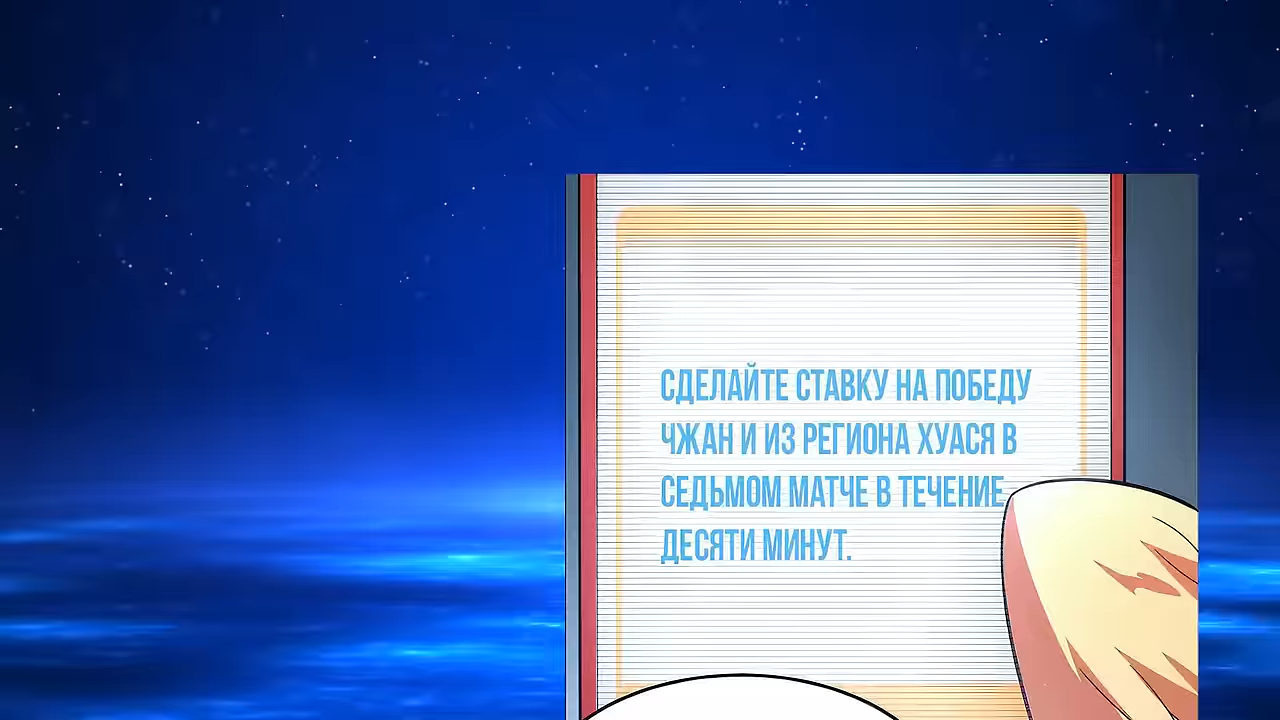 СДЕЛАЙТЕ СТАВКУ НА ПОБЕДУ
ЧЖАН И ИЗ РЕГИОНА ХУАСЯ В
СЕДЬМОМ МАТЧЕ В ТЕЧЕНИЕ
ДЕСЯТИ МИНУТ.